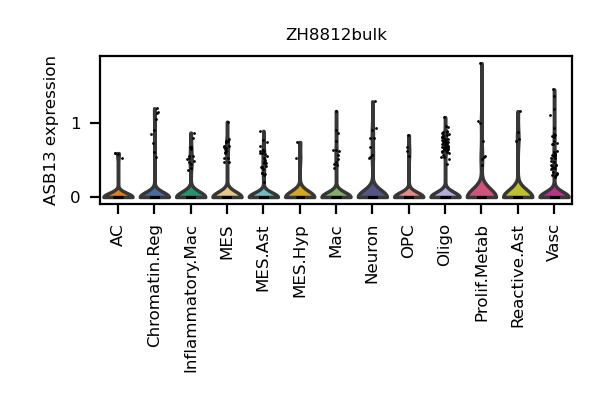 ZH8812bulk
ASB13 expression
1
0
AC
Chromatin.Reg
Inflammatory.Mac
MES
MES.Ast
MES.Hyp
Mac
Neuron
OPC
Oligo
Prolif.Metab
Reactive.Ast
Vasc